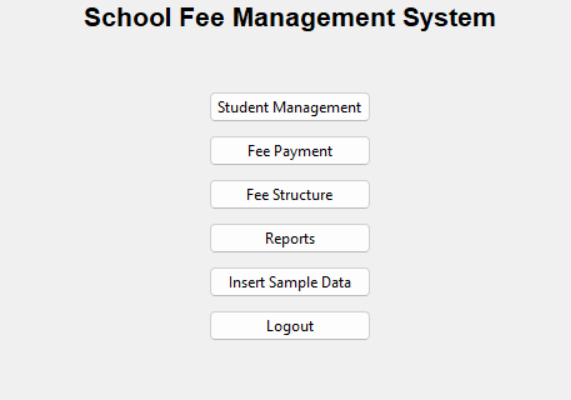 School Fee Management System
Student Management
Fee Payment
Fee Structure
Reports
Insert Sample Data
Logout